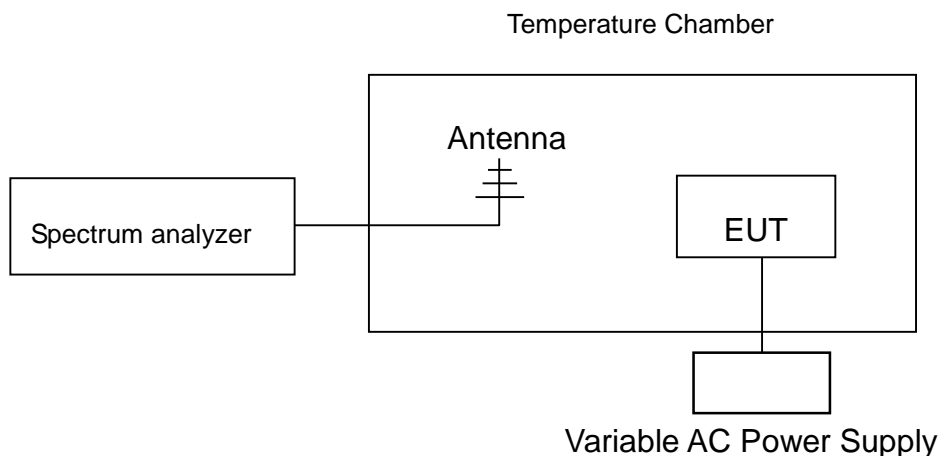 Temperature Chamber
Antenna
Spectrum analyzer
EUT
Variable AC Power Supply